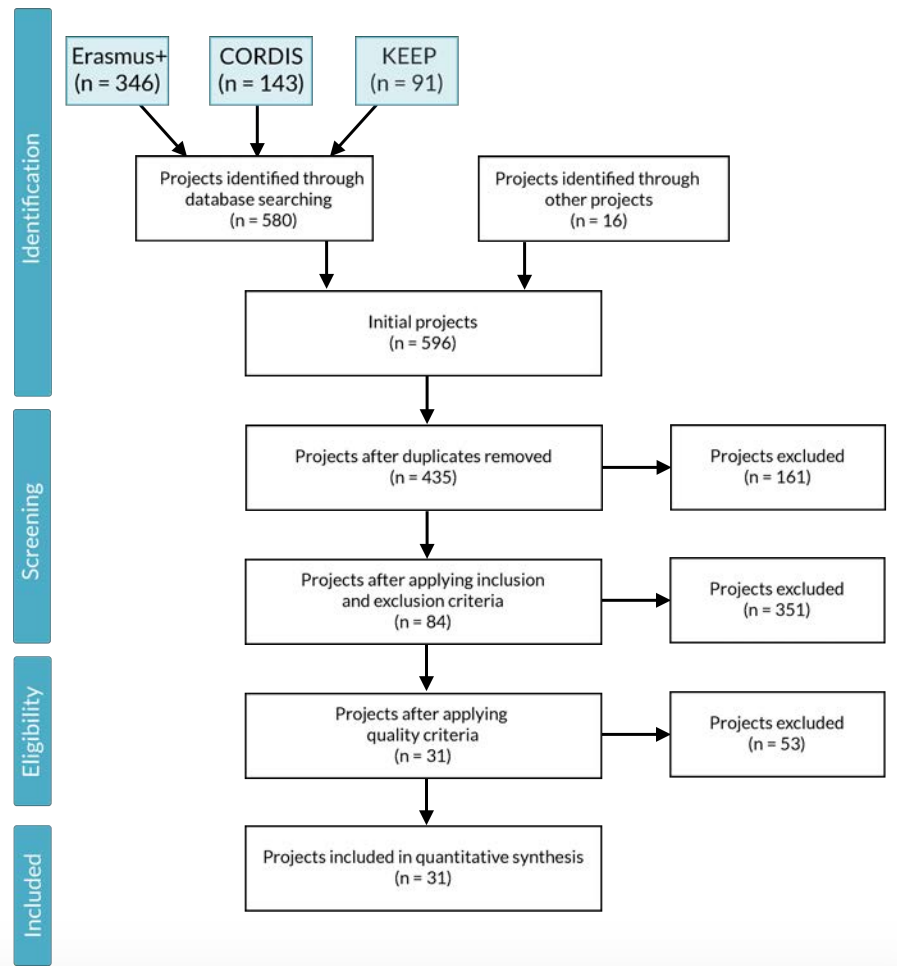 Identification
Erasmus+
(n = 346)
CORDIS
(n = 143)
KEEP
(n = 91)
Projects identified through
database searching
(n = 580)
Projects identified through
other projects
(n = 16)
Initial projects
(n = 596)
Screening
Projects after duplicates removed
(n = 435)
Projects excluded
(n = 161)
Projects after applying inclusion
and exclusion criteria
(n = 84)
Projects excluded
(n = 351)
Eligibility
Projects after applying
quality criteria
(n = 31)
Projects excluded
(n = 53)
Included
Projects included in quantitative synthesis
(n = 31)